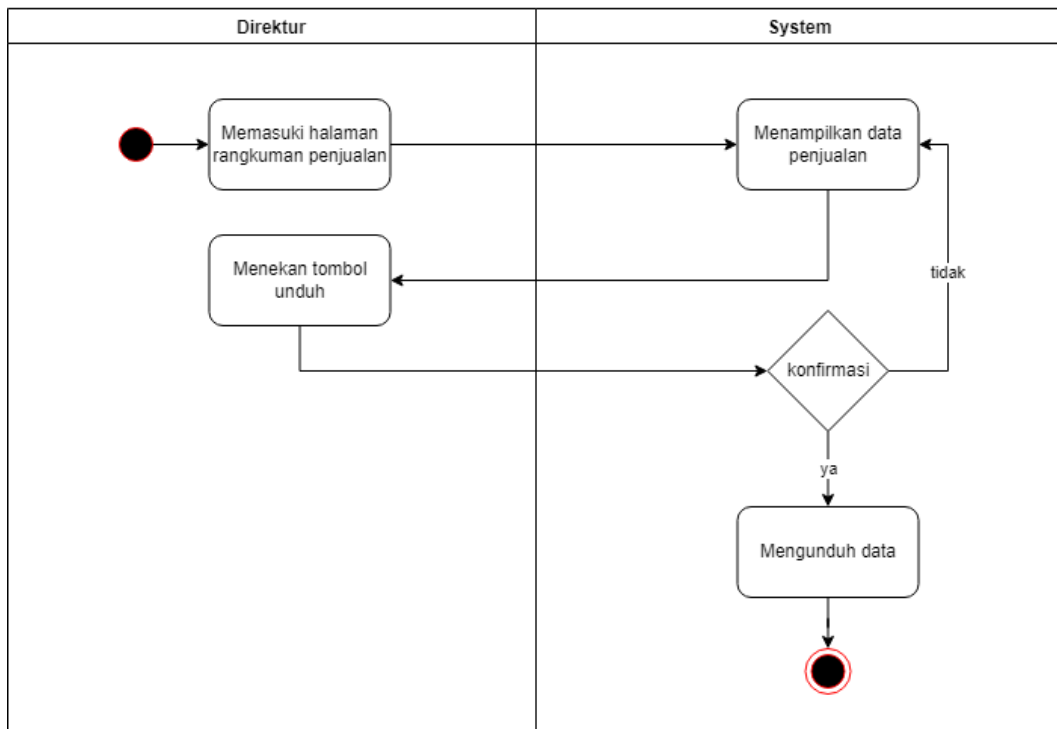 Direktur
System
Memasuki halaman
rangkuman penjualan
Menampilkan data
penjualan
Menekan tombol
unduh
tidak
konfirmasi
ya
Mengunduh data